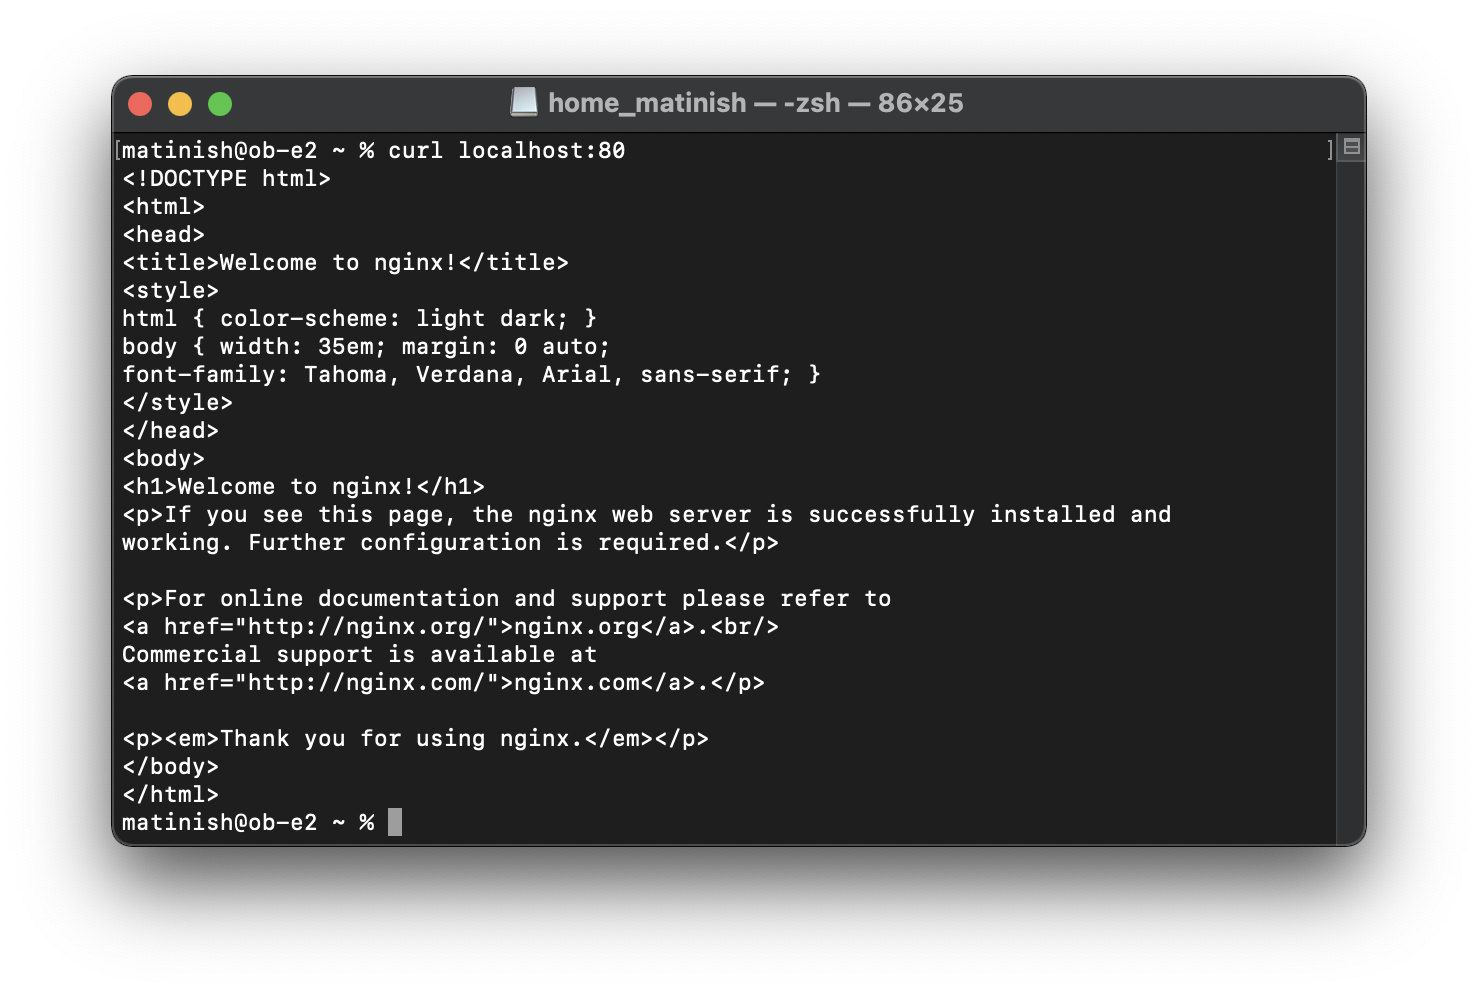 home_matinish — -zsh — 86×25
[matinish@ob-e2 ~ % curl localhost:80 ]
<!DOCTYPE html>
<html>
<head>
<title>Welcome to nginx!</title>
<style>
html { color-scheme: light dark; }
body { width: 35em; margin: 0 auto;
font-family: Tahoma, Verdana, Arial, sans-serif; }
</style>
</head>
<body>
<h1>Welcome to nginx!</h1>
<p>If you see this page, the nginx web server is successfully installed and
working. Further configuration is required.</p>

<p>For online documentation and support please refer to
<a href="http://nginx.org/">nginx.org</a>.<br/>
Commercial support is available at
<a href="http://nginx.com/">nginx.com</a>.</p>

<p><em>Thank you for using nginx.</em></p>
</body>
</html>
matinish@ob-e2 ~ %